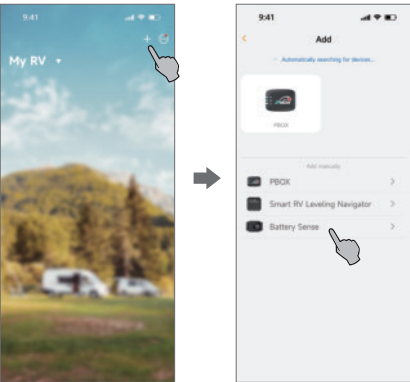 9:41
My RV
9:41
Add
Automatically searching for devices...
PBOX
Add manually
PBOX
Smart RV Leveling Navigator
Battery Sense